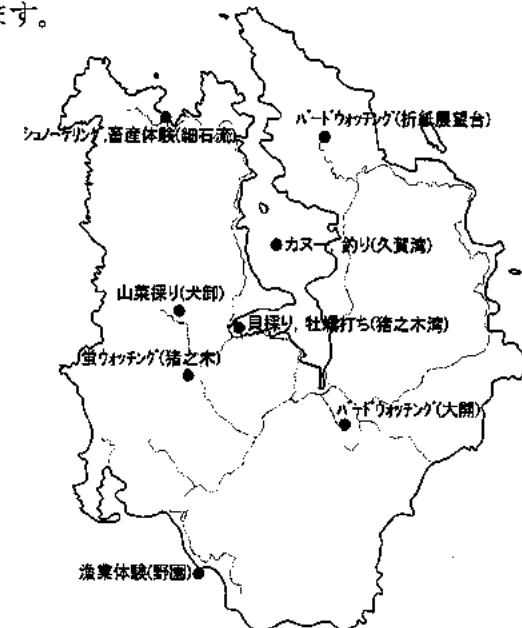 ます。
バードウォッチング(折紙展望台)
シュノーケリング,畜産体験(細石流)
カヌー, 釣り(久賀湾)
山菜採り(犬卸)
貝採り, 牡蠣打ち(猪之木湾)
蛍ウォッチング(猪之木)
バードウォッチング(大開)
漁業体験(野園)